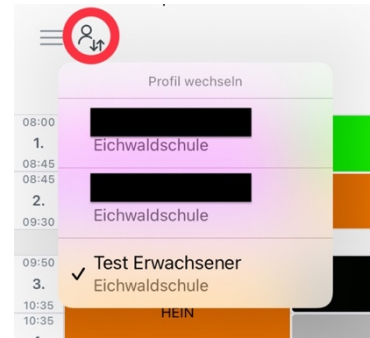 Profil wechseln
08:00
1.
Eichwaldschule
08:45
08:45
2.
Eichwaldschule
09:30
09:50
Test Erwachsener
3.
Eichwaldschule
10:35
HEIN
10:35